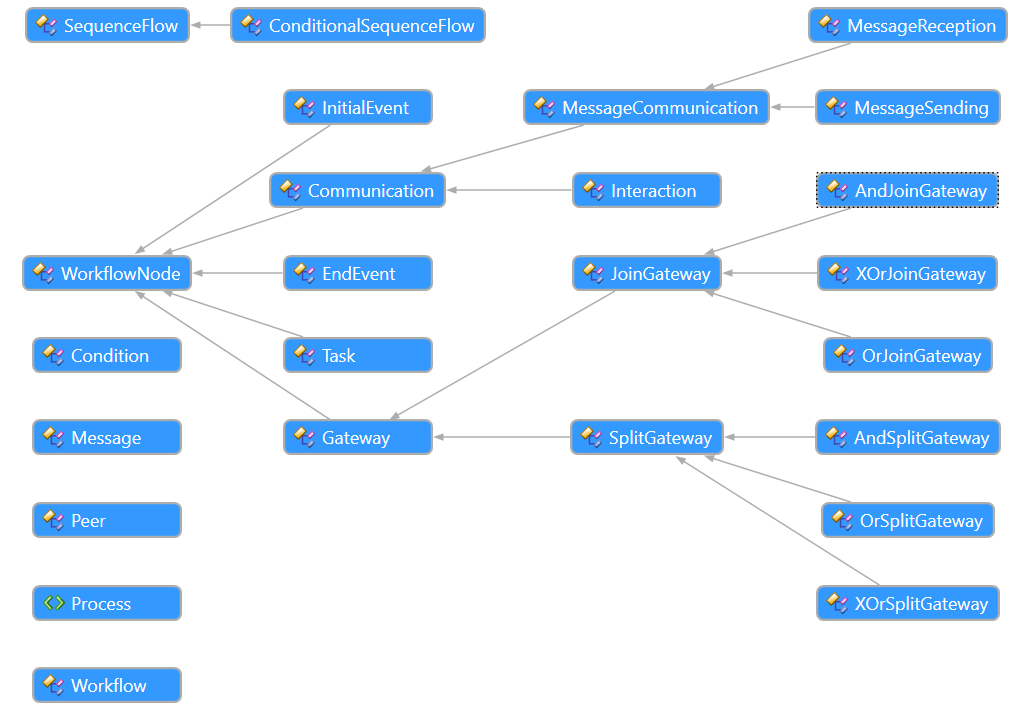 SequenceFlow
ConditionalSequenceFlow
MessageReception
InitialEvent
MessageCommunication
MessageSending
Communication
Interaction
AndJoinGateway
WorkflowNode
EndEvent
JoinGateway
XOrJoinGateway
Condition
Task
OrJoinGateway
Message
Gateway
SplitGateway
AndSplitGateway
Peer
OrSplitGateway
Process
XOrSplitGateway
Workflow